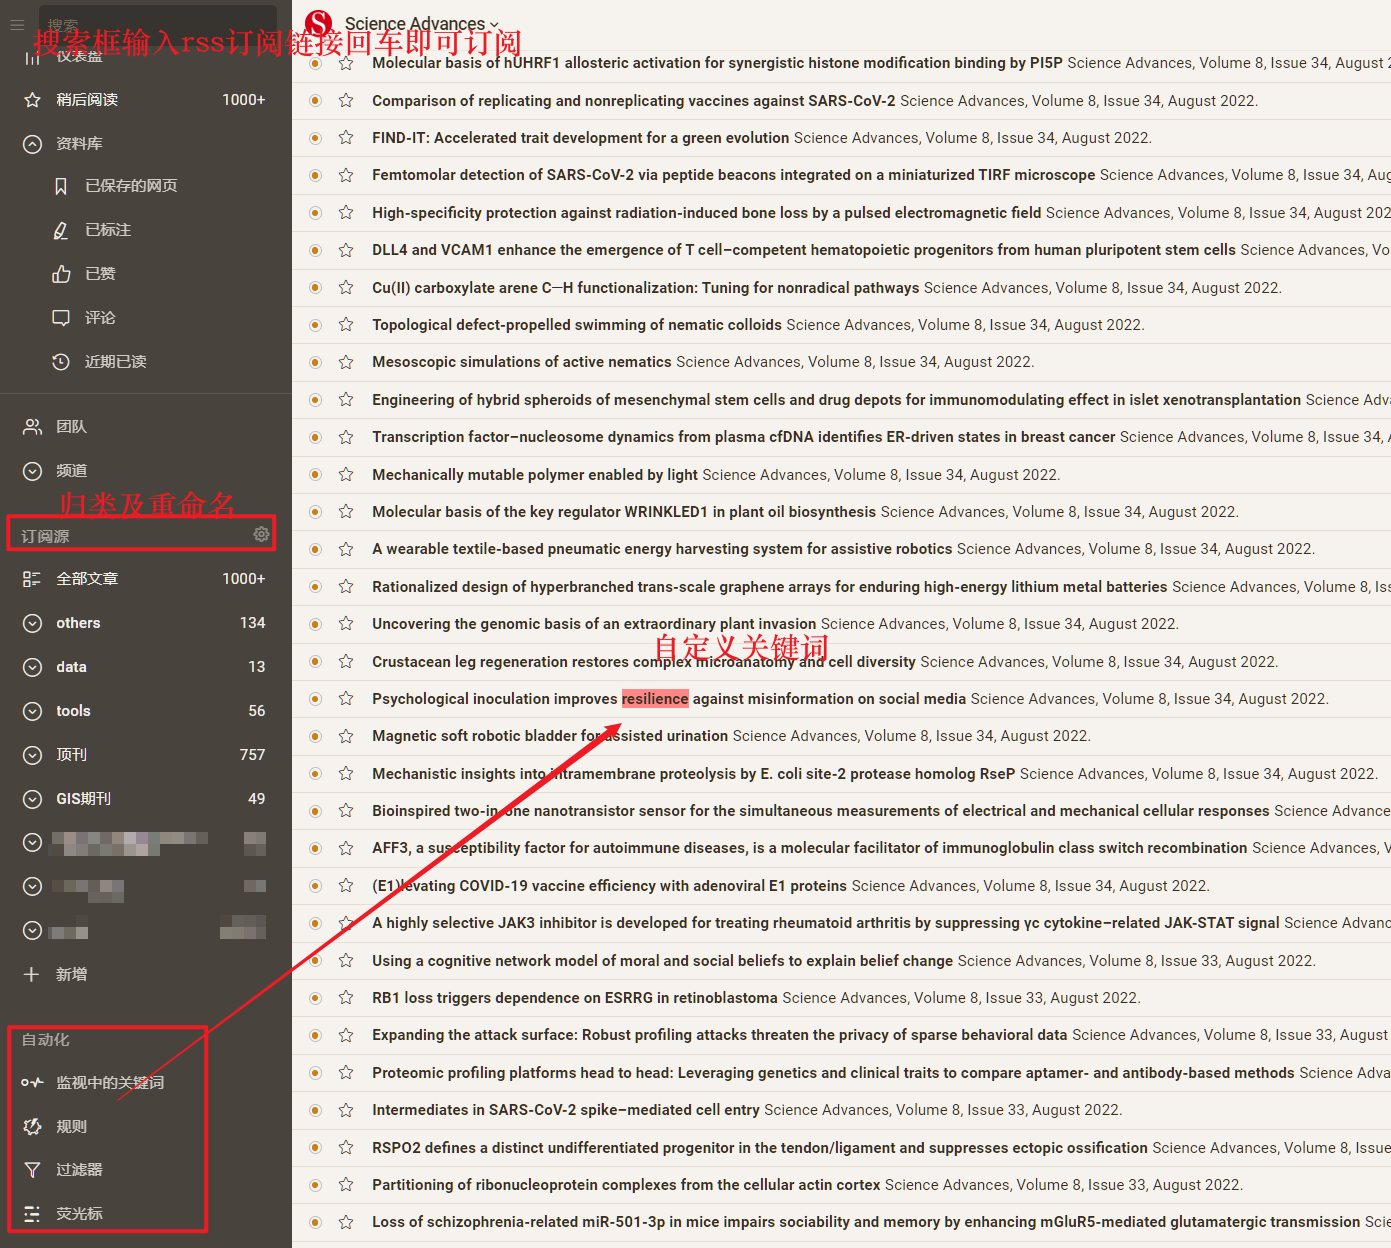 搜索
搜索框输入rss订阅链接回车即可订阅
仪表盘
稍后阅读 1000+
资料库
已保存的网页
已标注
已赞
评论
近期已读
团队
频道
归类及重命名
订阅源
全部文章 1000+
others 134
data 13
tools 56
顶刊 757
GIS期刊 49
新增
自动化
监视中的关键词
规则
过滤器
荧光标
Science Advances
Molecular basis of hUHRF1 allosteric activation for synergistic histone modification binding by PI5P Science Advances, Volume 8, Issue 34, August 2
Comparison of replicating and nonreplicating vaccines against SARS-CoV-2 Science Advances, Volume 8, Issue 34, August 2022.
FIND-IT: Accelerated trait development for a green evolution Science Advances, Volume 8, Issue 34, August 2022.
Femtomolar detection of SARS-CoV-2 via peptide beacons integrated on a miniaturized TIRF microscope Science Advances, Volume 8, Issue 34, Aug
High-specificity protection against radiation-induced bone loss by a pulsed electromagnetic field Science Advances, Volume 8, Issue 34, August 202
DLL4 and VCAM1 enhance the emergence of T cell–competent hematopoietic progenitors from human pluripotent stem cells Science Advances, Vo
Cu(II) carboxylate arene C─H functionalization: Tuning for nonradical pathways Science Advances, Volume 8, Issue 34, August 2022.
Topological defect-propelled swimming of nematic colloids Science Advances, Volume 8, Issue 34, August 2022.
Mesoscopic simulations of active nematics Science Advances, Volume 8, Issue 34, August 2022.
Engineering of hybrid spheroids of mesenchymal stem cells and drug depots for immunomodulating effect in islet xenotransplantation Science Adv
Transcription factor–nucleosome dynamics from plasma cfDNA identifies ER-driven states in breast cancer Science Advances, Volume 8, Issue 34, A
Mechanically mutable polymer enabled by light Science Advances, Volume 8, Issue 34, August 2022.
Molecular basis of the key regulator WRINKLED1 in plant oil biosynthesis Science Advances, Volume 8, Issue 34, August 2022.
A wearable textile-based pneumatic energy harvesting system for assistive robotics Science Advances, Volume 8, Issue 34, August 2022.
Rationalized design of hyperbranched trans-scale graphene arrays for enduring high-energy lithium metal batteries Science Advances, Volume 8, Iss
Uncovering the genomic basis of an extraordinary plant invasion Science Advances, Volume 8, Issue 34, August 2022.
自定义关键词
Crustacean leg regeneration restores complex microanatomy and cell diversity Science Advances, Volume 8, Issue 34, August 2022.
Psychological inoculation improves resilience against misinformation on social media Science Advances, Volume 8, Issue 34, August 2022.
Magnetic soft robotic bladder for assisted urination Science Advances, Volume 8, Issue 34, August 2022.
Mechanistic insights into intramembrane proteolysis by E. coli site-2 protease homolog RseP Science Advances, Volume 8, Issue 34, August 2022.
Bioinspired two-in-one nanotransistor sensor for the simultaneous measurements of electrical and mechanical cellular responses Science Advance
AFF3, a susceptibility factor for autoimmune diseases, is a molecular facilitator of immunoglobulin class switch recombination Science Advances, V
(E1)levating COVID-19 vaccine efficiency with adenoviral E1 proteins Science Advances, Volume 8, Issue 34, August 2022.
A highly selective JAK3 inhibitor is developed for treating rheumatoid arthritis by suppressing γc cytokine–related JAK-STAT signal Science Advanc
Using a cognitive network model of moral and social beliefs to explain belief change Science Advances, Volume 8, Issue 33, August 2022.
RB1 loss triggers dependence on ESRRG in retinoblastoma Science Advances, Volume 8, Issue 33, August 2022.
Expanding the attack surface: Robust profiling attacks threaten the privacy of sparse behavioral data Science Advances, Volume 8, Issue 33, August
Proteomic profiling platforms head to head: Leveraging genetics and clinical traits to compare aptamer- and antibody-based methods Science Adva
Intermediates in SARS-CoV-2 spike–mediated cell entry Science Advances, Volume 8, Issue 33, August 2022.
RSPO2 defines a distinct undifferentiated progenitor in the tendon/ligament and suppresses ectopic ossification Science Advances, Volume 8, Issue
Partitioning of ribonucleoprotein complexes from the cellular actin cortex Science Advances, Volume 8, Issue 33, August 2022.
Loss of schizophrenia-related miR-501-3p in mice impairs sociability and memory by enhancing mGluR5-mediated glutamatergic transmission Scie